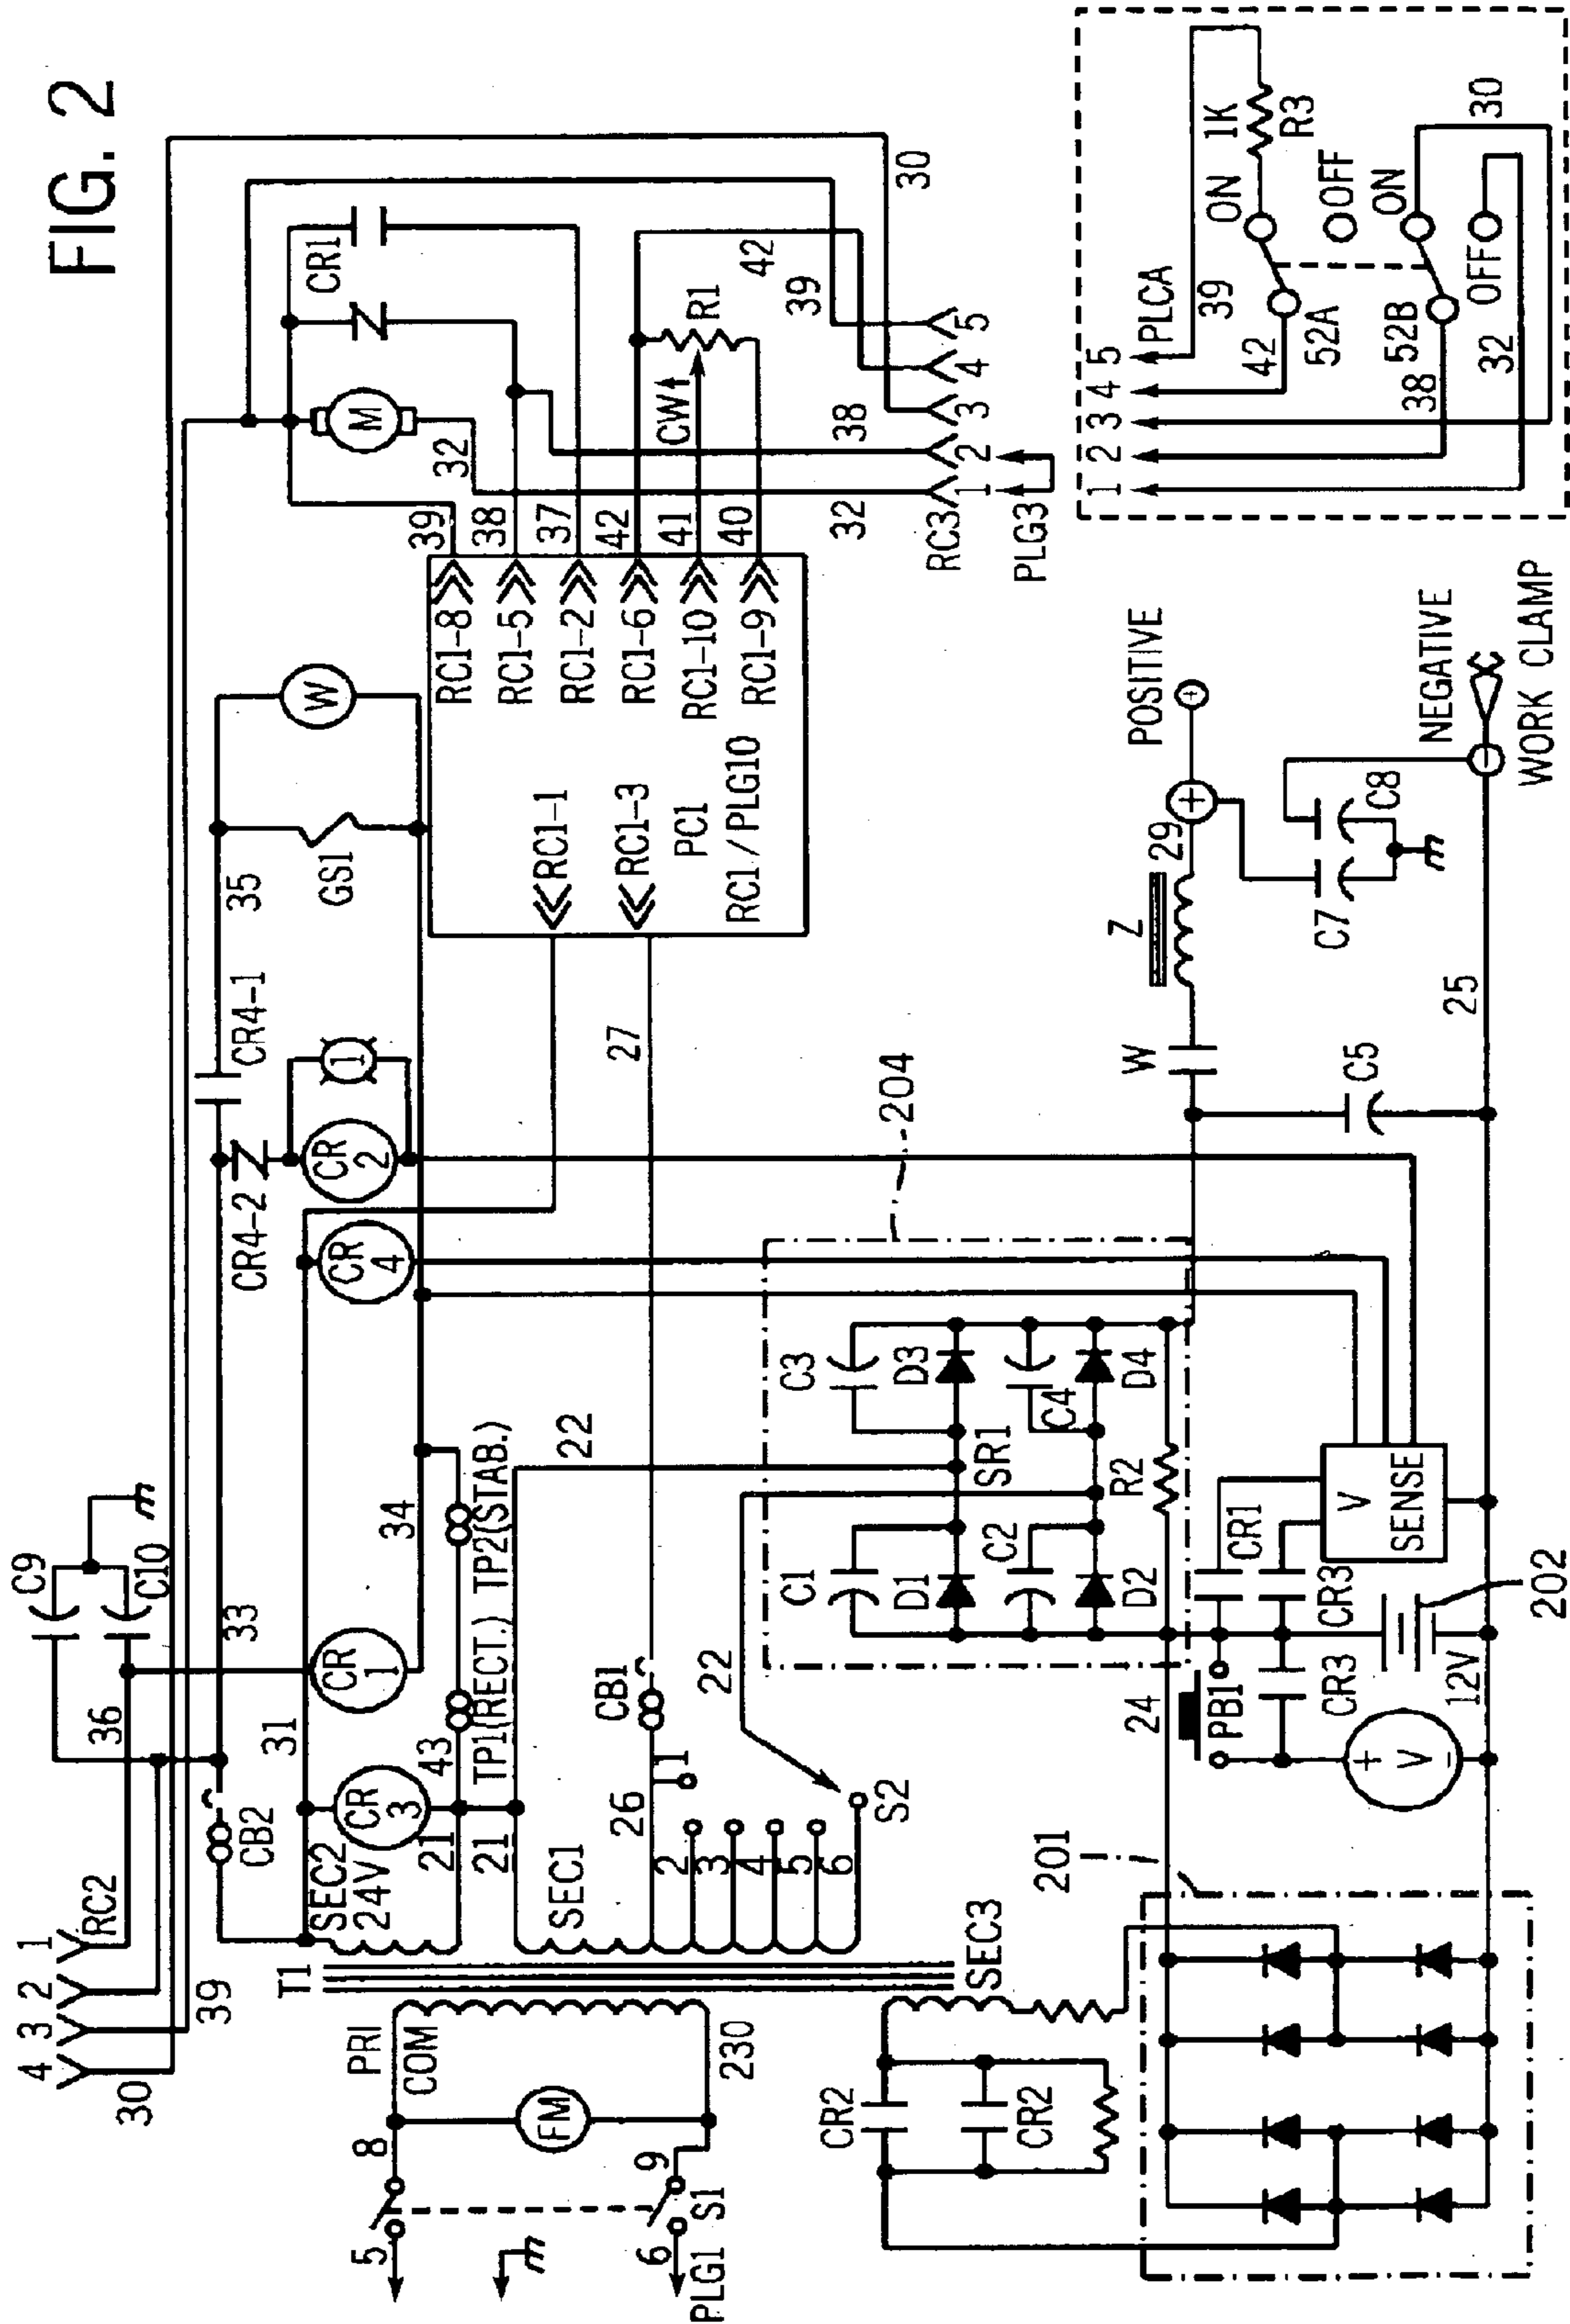 FIG. 2
4
3
2
1
RC2
30
39
36
C9
C10
CB2
33
CR4-1
35
CR4-2
31
SEC2
24V
CR
3
CR
1
CR
4
CR
2
1
GS1
W
21
43
34
TP1(RECT.) TP2(STAB.)
21
22
T1
PRI
COM
230
FM
5
8
6
9
PLG1 S1
SEC1
26
CB1
27
1
2
3
4
5
6
S2
22
SEC3
CR2
CR2
201
RC1-1
RC1-3
PC1
RC1/PLG10
RC1-8
RC1-5
RC1-2
RC1-6
RC1-10
RC1-9
39
38
37
42
41
40
M
32
CR1
CW
R1
42
39
30
32
38
RC3
1
2
3
4
5
PLG3
204
C1
C3
D1
D3
SR1
C2
C4
D2
D4
R2
24
PB1
CR1
CR3
CR3
+
V
-
12V
202
V
SENSE
W
Z
29
+
+
POSITIVE
C5
C7
C8
25
-
NEGATIVE
WORK CLAMP
1
2
3
4
5
PLCA
39
ON
1K
R3
42
52A
OFF
52B
ON
38
OFF
32
30